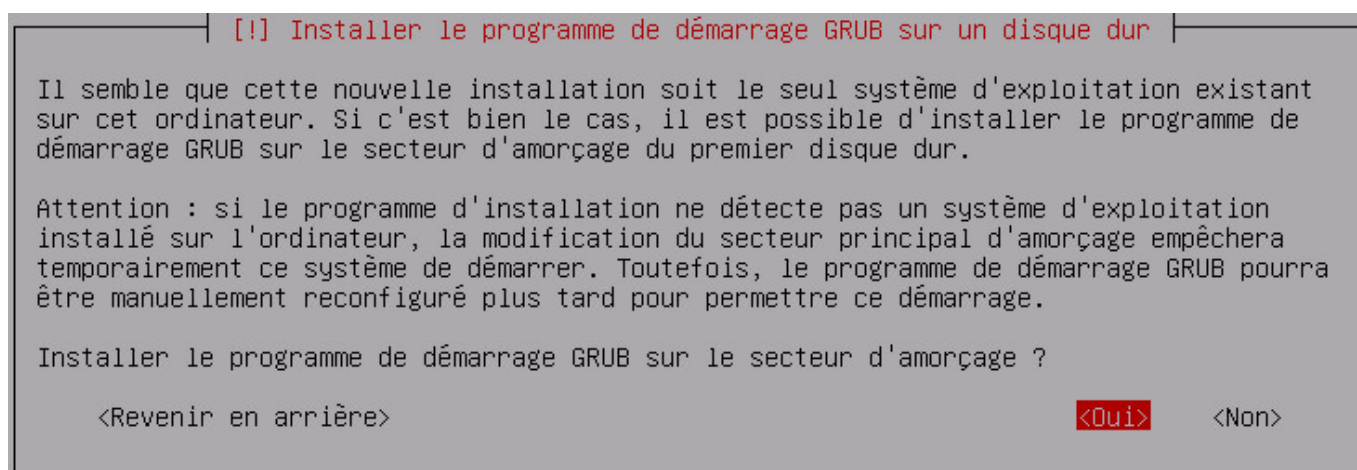 [!] Installer le programme de démarrage GRUB sur un disque dur
Il semble que cette nouvelle installation soit le seul système d'exploitation existant
sur cet ordinateur. Si c'est bien le cas, il est possible d'installer le programme de
démarrage GRUB sur le secteur d'amorçage du premier disque dur.
Attention : si le programme d'installation ne détecte pas un système d'exploitation
installé sur l'ordinateur, la modification du secteur principal d'amorçage empêchera
temporairement ce système de démarrer. Toutefois, le programme de démarrage GRUB pourra
être manuellement reconfiguré plus tard pour permettre ce démarrage.
Installer le programme de démarrage GRUB sur le secteur d'amorçage ?
<Revenir en arrière> <Oui> <Non>